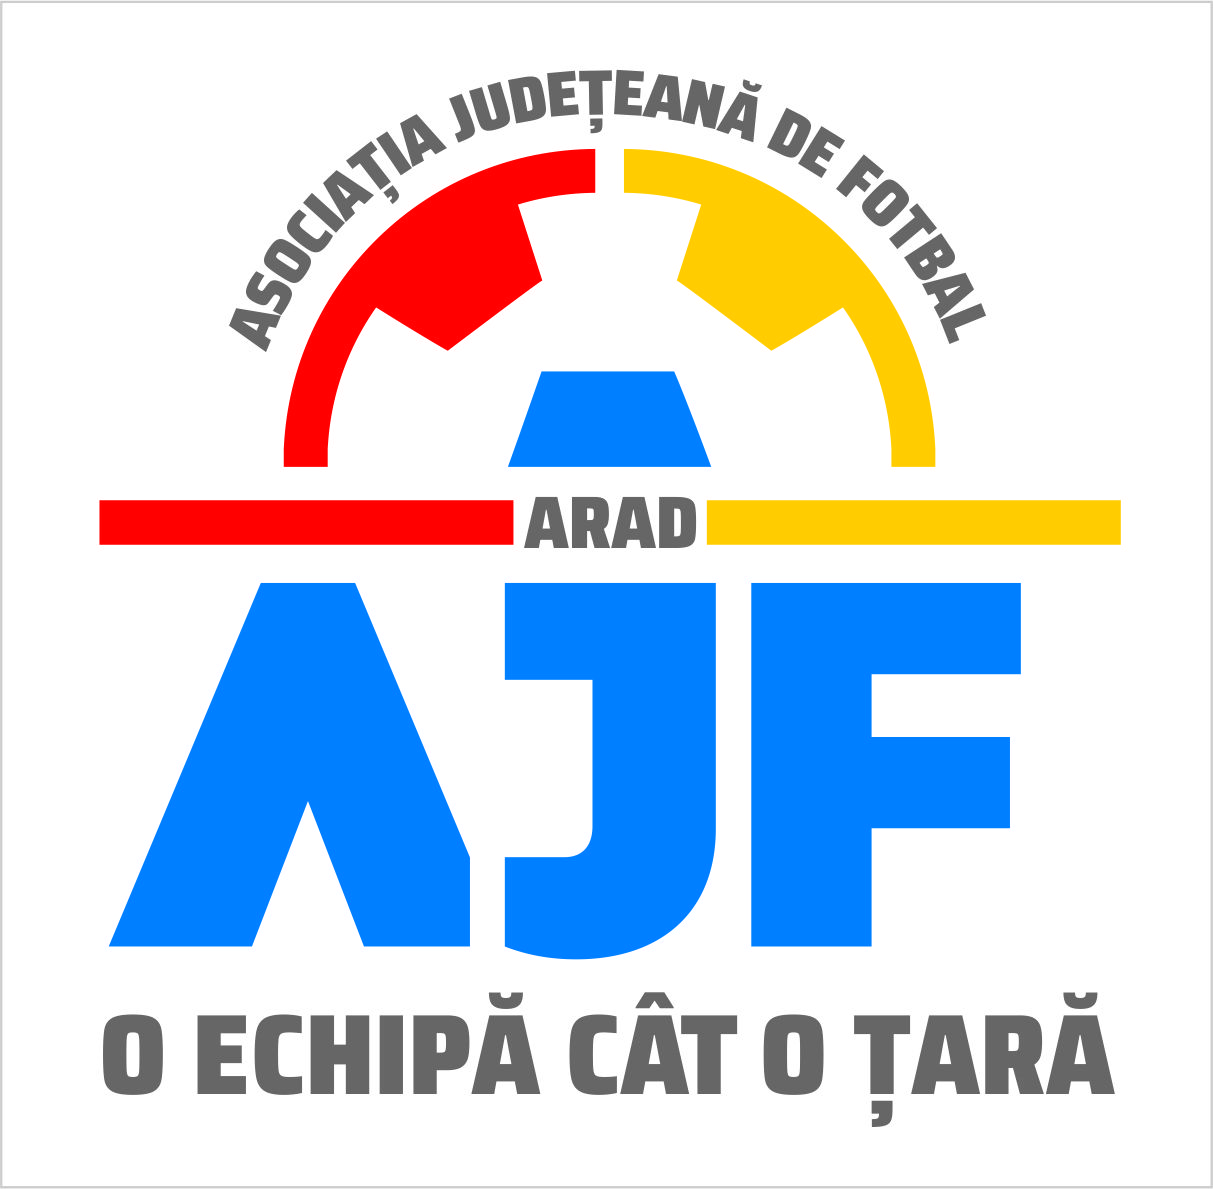 ASOCIAȚIA JUDEȚEANĂ DE FOTBAL
ARAD
AJF
O ECHIPĂ CÂT O ȚARĂ